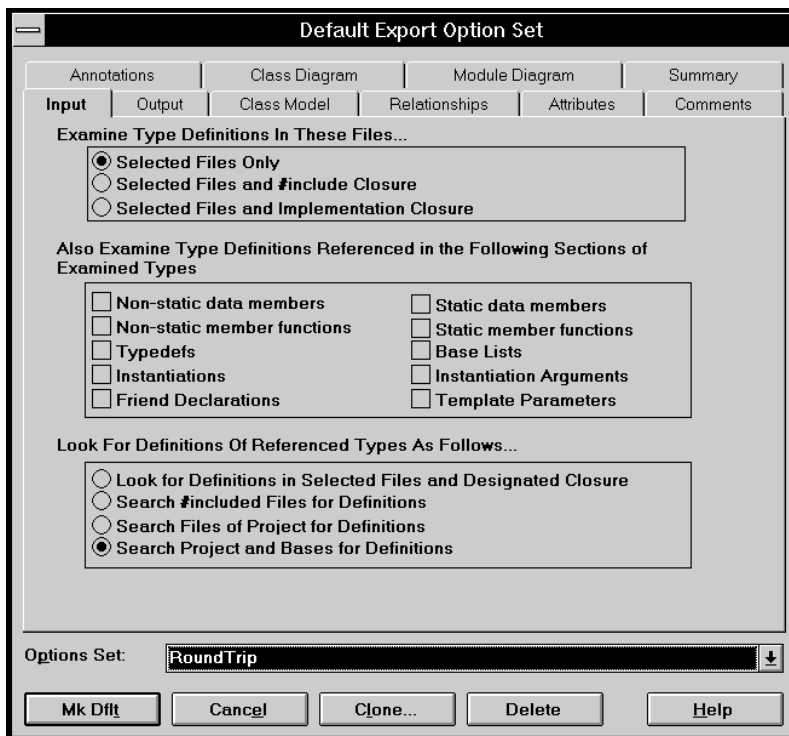 Default Export Option Set
Annotations Class Diagram Module Diagram Summary
Input Output Class Model Relationships Attributes Comments
Examine Type Definitions In These Files...
Selected Files Only
Selected Files and #include Closure
Selected Files and Implementation Closure
Also Examine Type Definitions Referenced in the Following Sections of
Examined Types
Non-static data members Static data members
Non-static member functions Static member functions
Typedefs Base Lists
Instantiations Instantiation Arguments
Friend Declarations Template Parameters
Look For Definitions Of Referenced Types As Follows...
Look for Definitions in Selected Files and Designated Closure
Search #included Files for Definitions
Search Files of Project for Definitions
Search Project and Bases for Definitions
Options Set: RoundTrip
Mk Dflt Cancel Clone... Delete Help